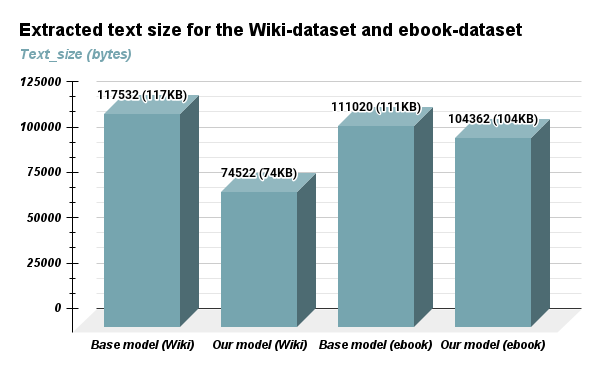 Extracted text size for the Wiki-dataset and ebook-dataset
Text_size (bytes)
125000
100000
75000
50000
25000
0
117532 (117KB)
74522 (74KB)
111020 (111KB)
104362 (104KB)
Base model (Wiki)
Our model (Wiki)
Base model (ebook)
Our model (ebook)